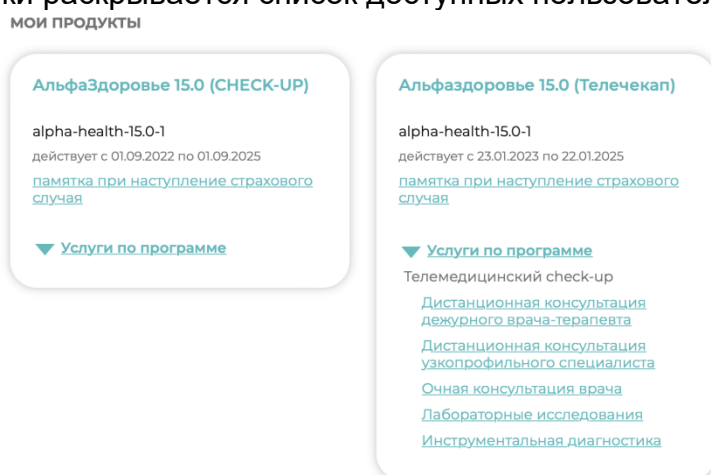 раскрывается список доступных
МОИ ПРОДУКТЫ
АльфаЗдоровье 15.0 (CHECK-UP)
alpha-health-15.0-1
действует с 01.09.2022 по 01.09.2025
памятка при наступление страхового
случая
Услуги по программе
Альфаздоровье 15.0 (Телечекап)
alpha-health-15.0-1
действует с 23.01.2023 по 22.01.2025
памятка при наступление страхового
случая
Услуги по программе
Телемедицинский check-up
Дистанционная консультация
дежурного врача-терапевта
Дистанционная консультация
узкопрофильного специалиста
Очная консультация врача
Лабораторные исследования
Инструментальная диагностика